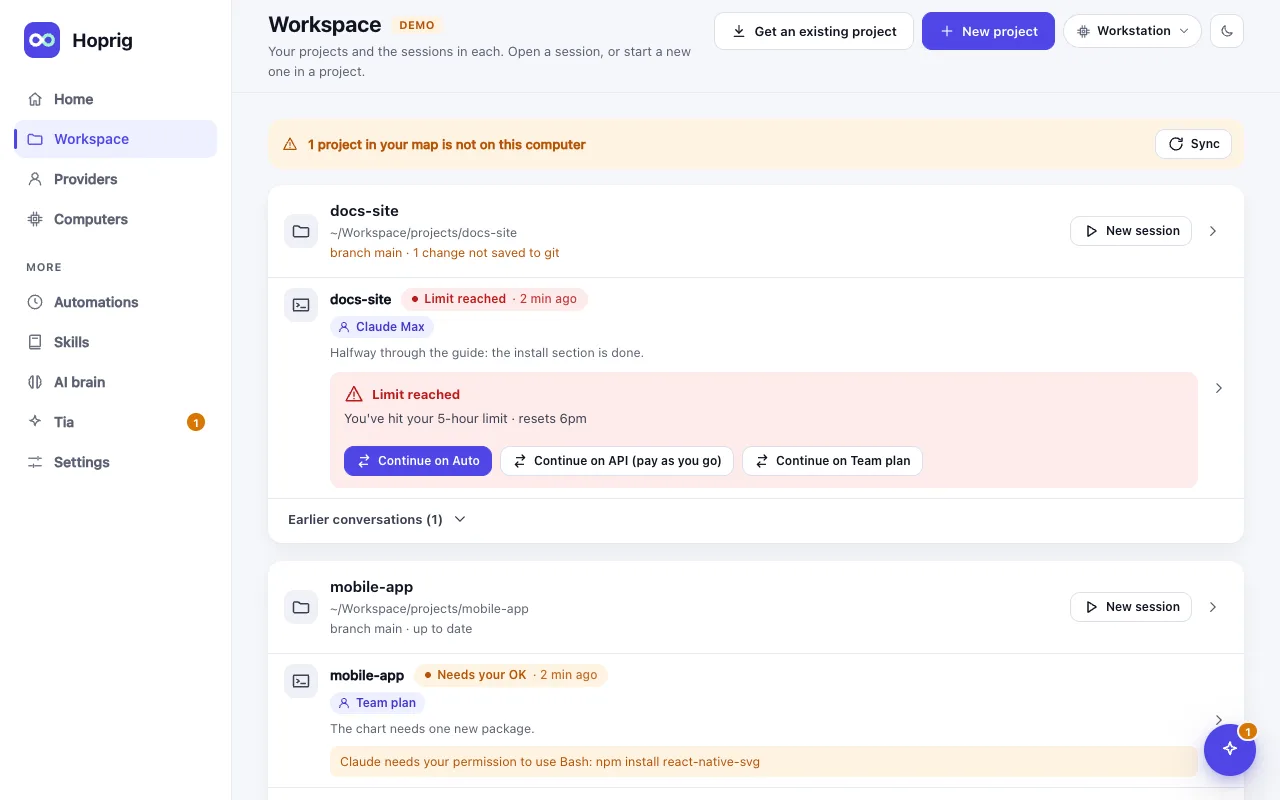 Hoprig
Home
Workspace
Providers
Computers
MORE
Automations
Skills
AI brain
Tia 1
Settings
Workspace DEMO
Your projects and the sessions in each. Open a session, or start a new
one in a project.
Get an existing project
New project
Workstation
1 project in your map is not on this computer
Sync
docs-site
~/Workspace/projects/docs-site
branch main · 1 change not saved to git
New session
docs-site Limit reached · 2 min ago
Claude Max
Halfway through the guide: the install section is done.
Limit reached
You've hit your 5-hour limit · resets 6pm
Continue on Auto
Continue on API (pay as you go)
Continue on Team plan
Earlier conversations (1)
mobile-app
~/Workspace/projects/mobile-app
branch main · up to date
New session
mobile-app Needs your OK · 2 min ago
Team plan
The chart needs one new package.
Claude needs your permission to use Bash: npm install react-native-svg
1